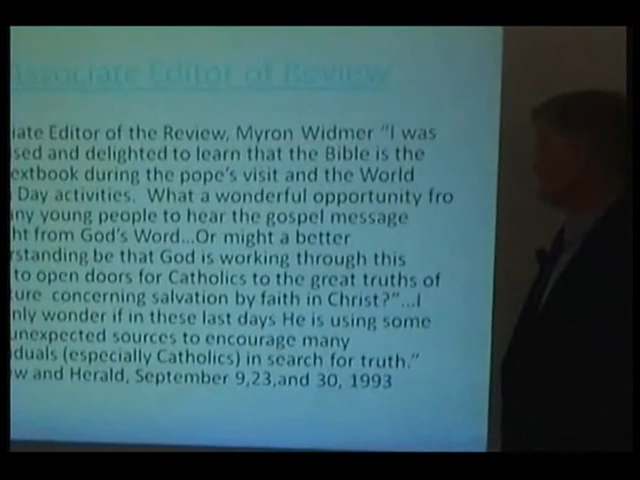 Associate Editor of Review
iate Editor of the Review, Myron Widmer “I was
sed and delighted to learn that the Bible is the
extbook during the pope’s visit and the World
Day activities. What a wonderful opportunity fro
ny young people to hear the gospel message
ht from God’s Word...Or might a better
rstanding be that God is working through this
to open doors for Catholics to the great truths of
ture concerning salvation by faith in Christ?”...I
nly wonder if in these last days He is using some
unexpected sources to encourage many
iduals (especially Catholics) in search for truth.”
w and Herald, September 9,23,and 30, 1993